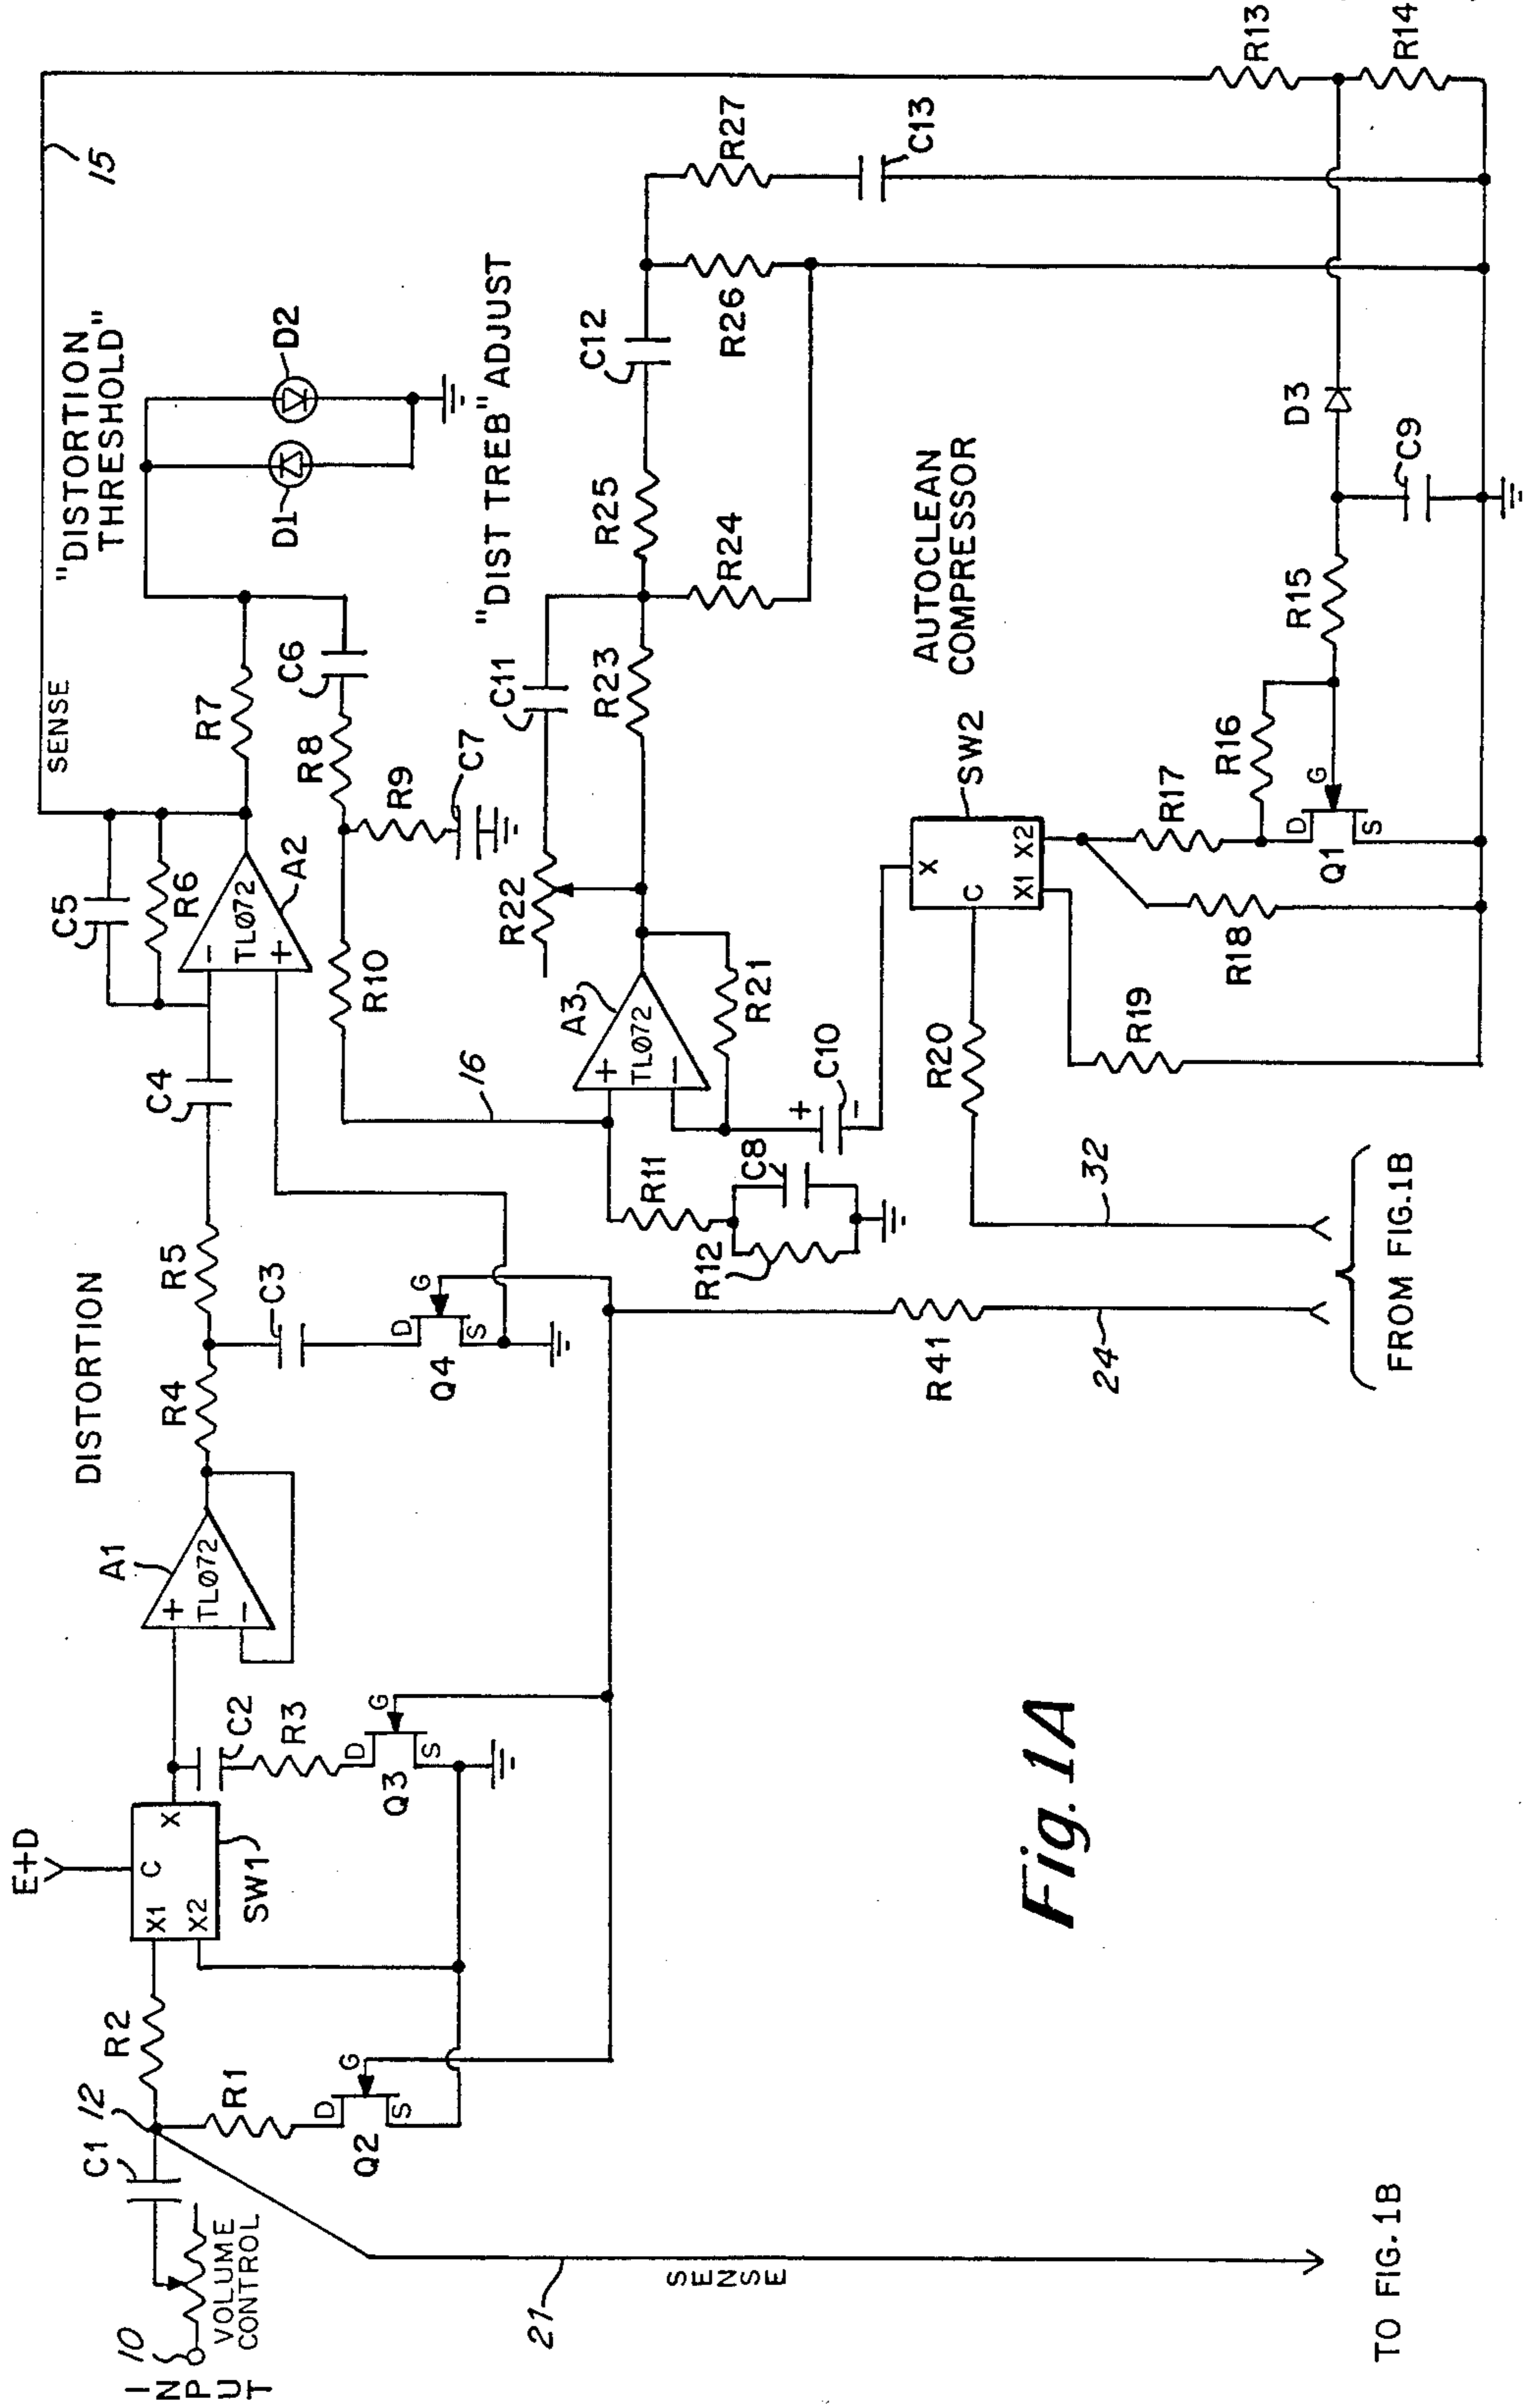 INPUT
10
VOLUME
CONTROL
C1
12
R2
R1
D
G
S
Q2
21
SENSE
TO FIG.1B
E+D
X1
C
X
X2
SW1
C2
R3
D
G
S
Q3
A1
+
TLØ72
−
DISTORTION
R4
R5
C3
D
G
S
Q4
C4
C5
R6
−
TLØ72
+
A2
SENSE
15
R7
"DISTORTION
THRESHOLD"
D1
D2
C6
R8
R9
C7
R10
16
R11
R12
C8
A3
+
TLØ72
−
R21
C10
+
−
R22
C11
"DIST TREB" ADJUST
R23
R24
R25
C12
R26
R27
C13
AUTOCLEAN
COMPRESSOR
SW2
X
C
X1
X2
R20
R19
R18
R17
R16
D
G
S
Q1
R15
D3
C9
R13
R14
R41
24
32
FROM FIG.1B
Fig. 1A